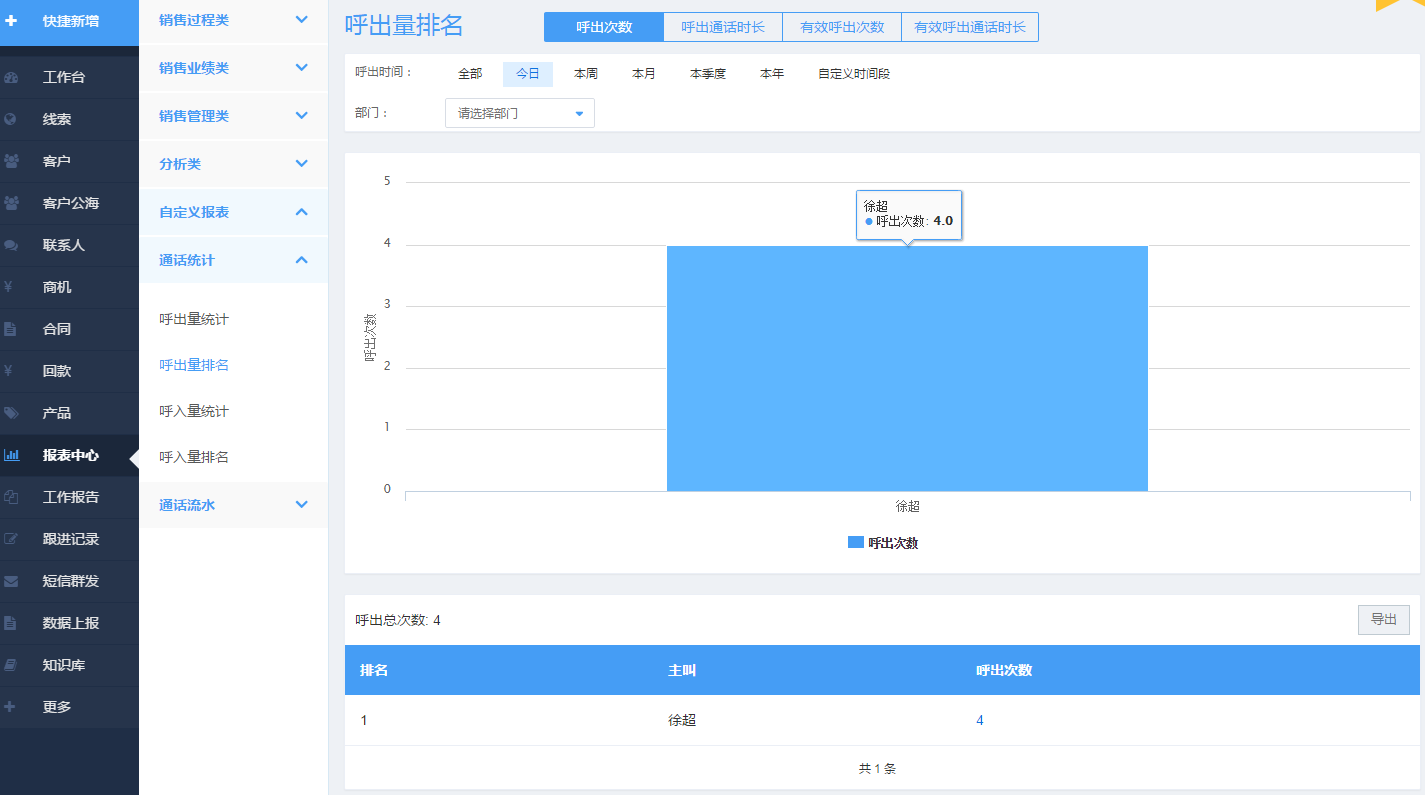 快捷新增
工作台
线索
客户
客户公海
联系人
商机
合同
回款
产品
报表中心
工作报告
跟进记录
短信群发
数据上报
知识库
更多
销售过程类
销售业绩类
销售管理类
分析类
自定义报表
通话统计
呼出量统计
呼出量排名
呼入量统计
呼入量排名
通话流水
呼出量排名
呼出次数 呼出通话时长 有效呼出次数 有效呼出通话时长
呼出时间： 全部 今日 本周 本月 本季度 本年 自定义时间段
部门： 请选择部门
5
4
3
2
1
0
呼出次数
徐超
呼出次数: 4.0
徐超
呼出次数
呼出总次数: 4 导出
排名 主叫 呼出次数
1 徐超 4
共 1 条